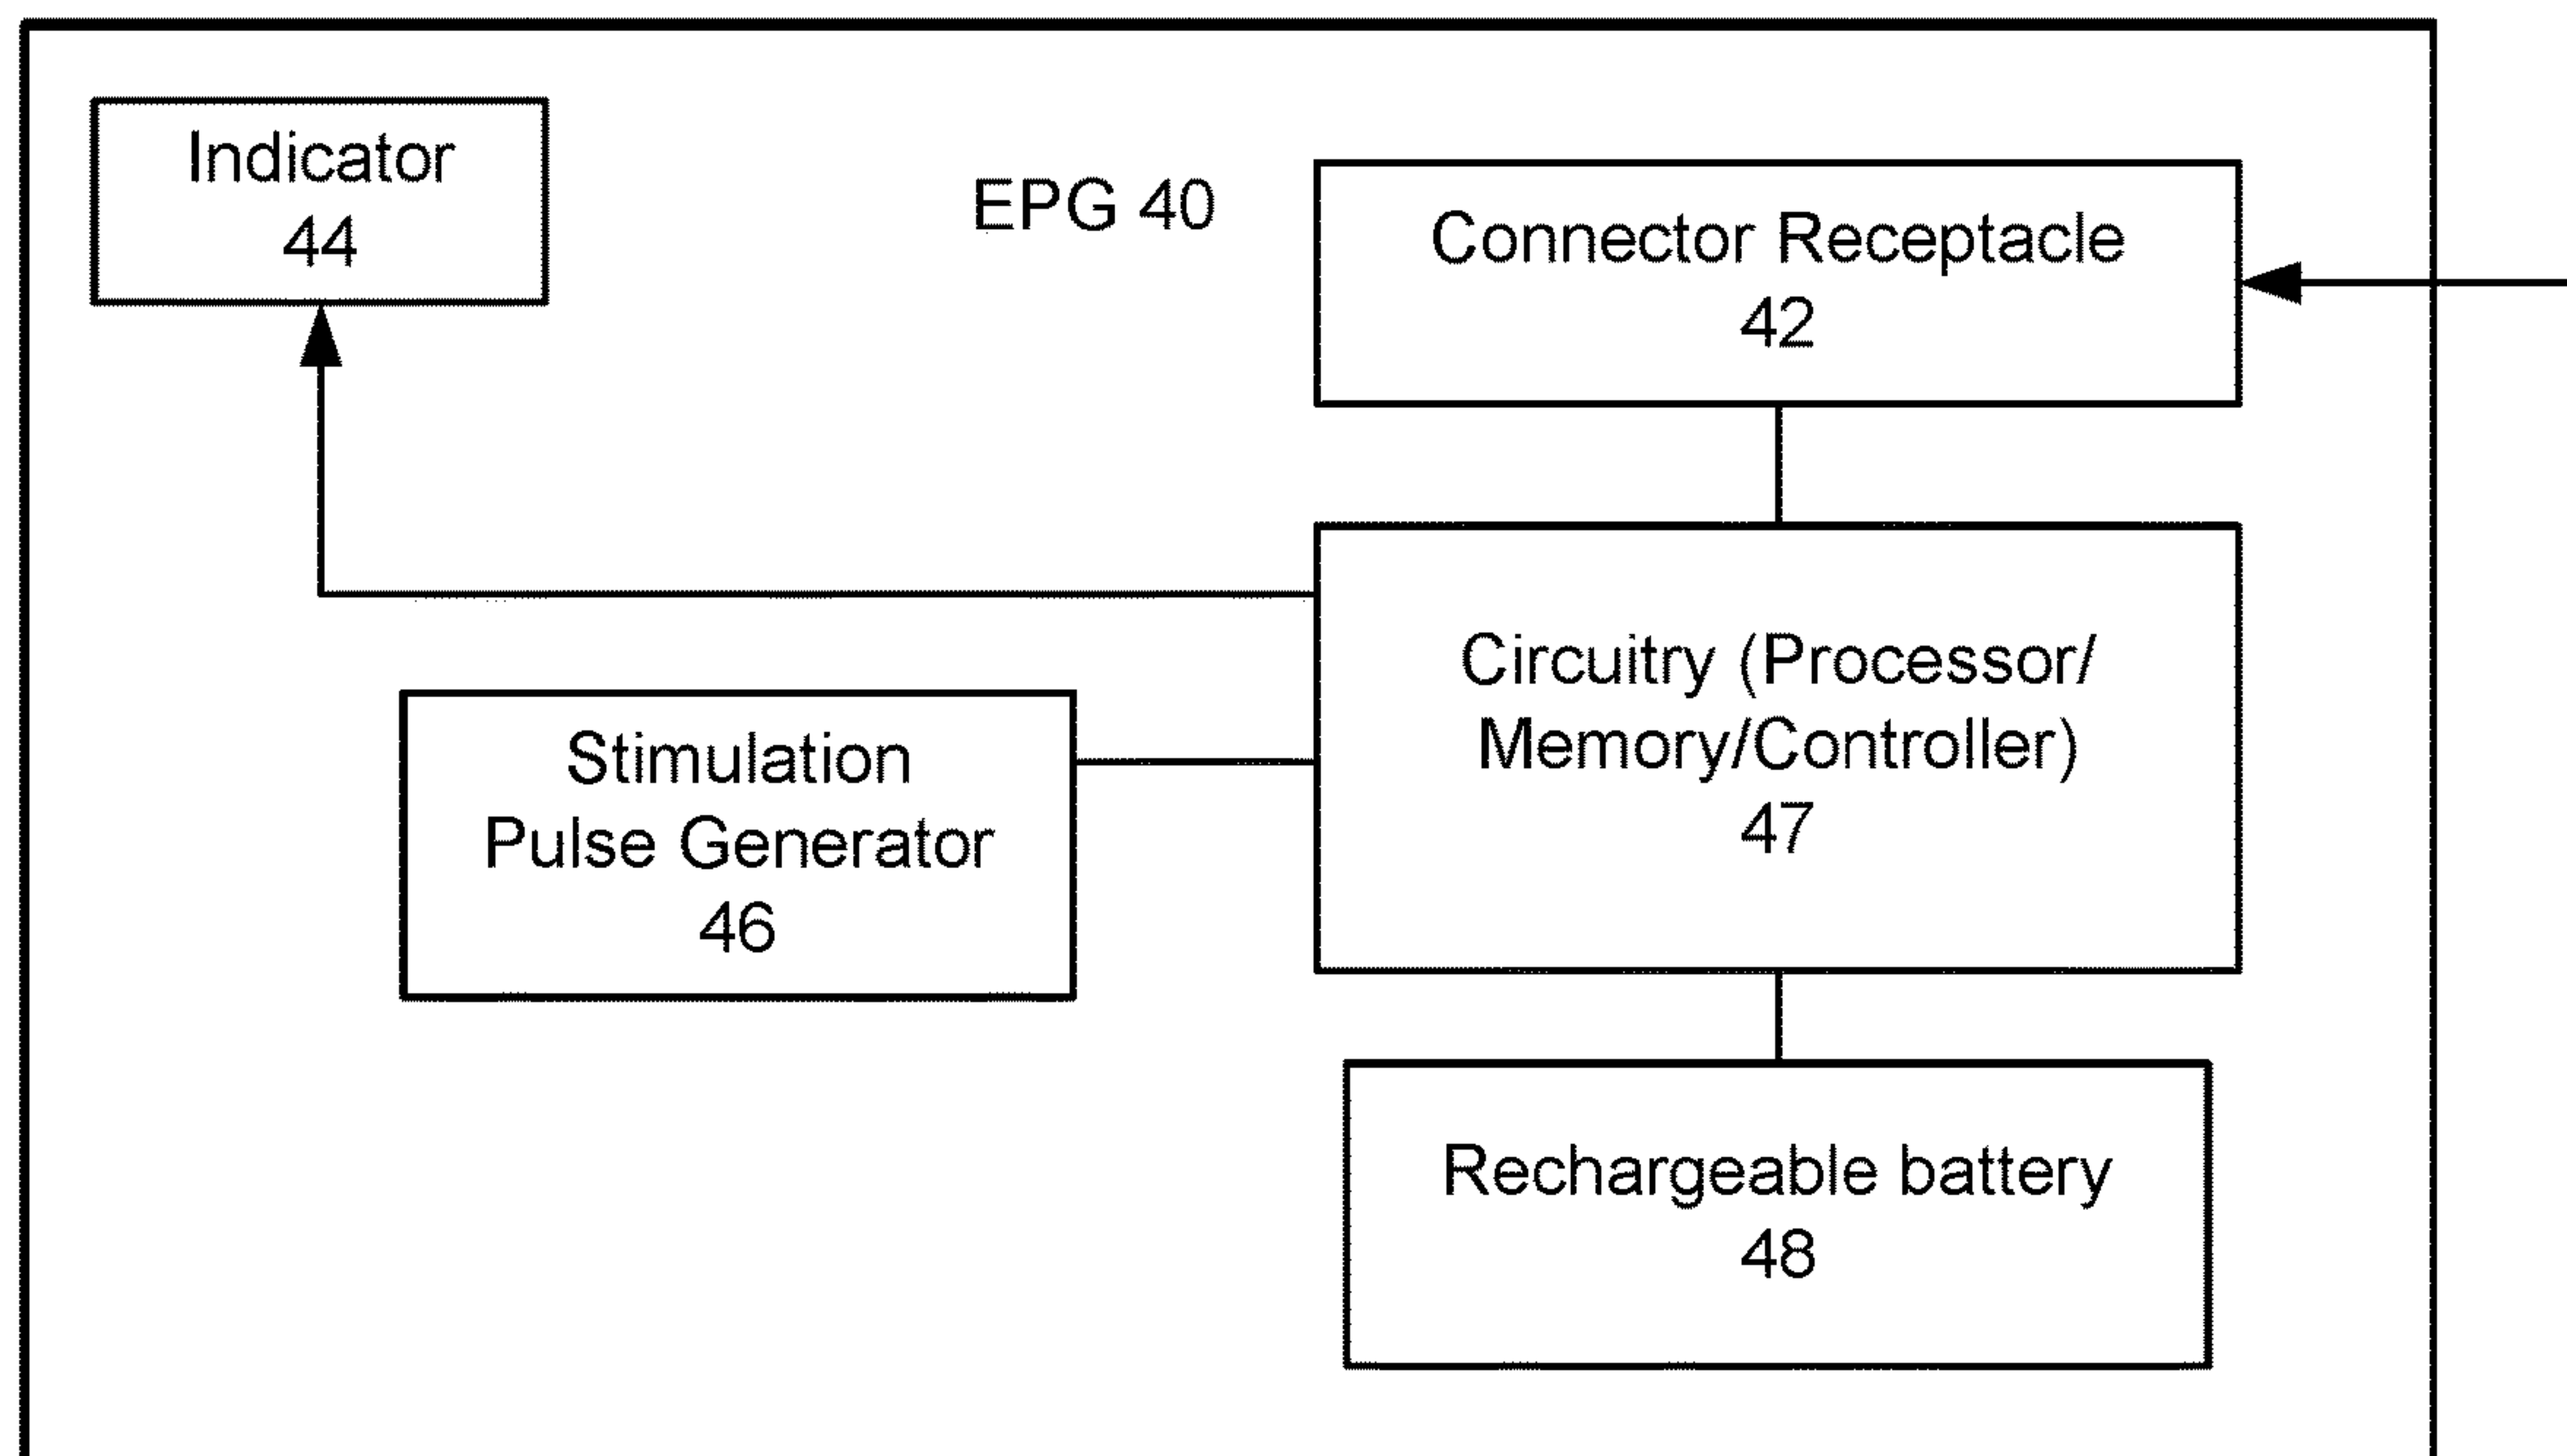 Indicator
44
EPG 40
Connector Receptacle
42
Circuitry (Processor/
Memory/Controller)
47
Stimulation
Pulse Generator
46
Rechargeable battery
48